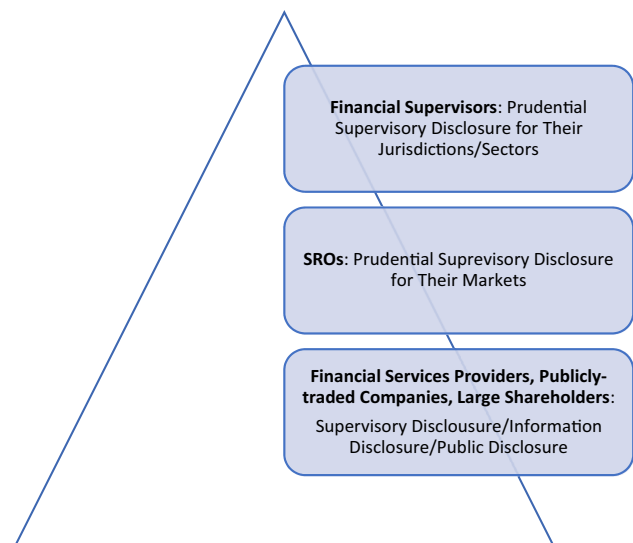 Financial Supervisors: Prudential
Supervisory Disclosure for Their
Jurisdictions/Sectors
SROs: Prudential Suprevisory Disclosure
for Their Markets
Financial Services Providers, Publicly-
traded Companies, Large Shareholders:
Supervisory Disclousure/Information
Disclosure/Public Disclosure